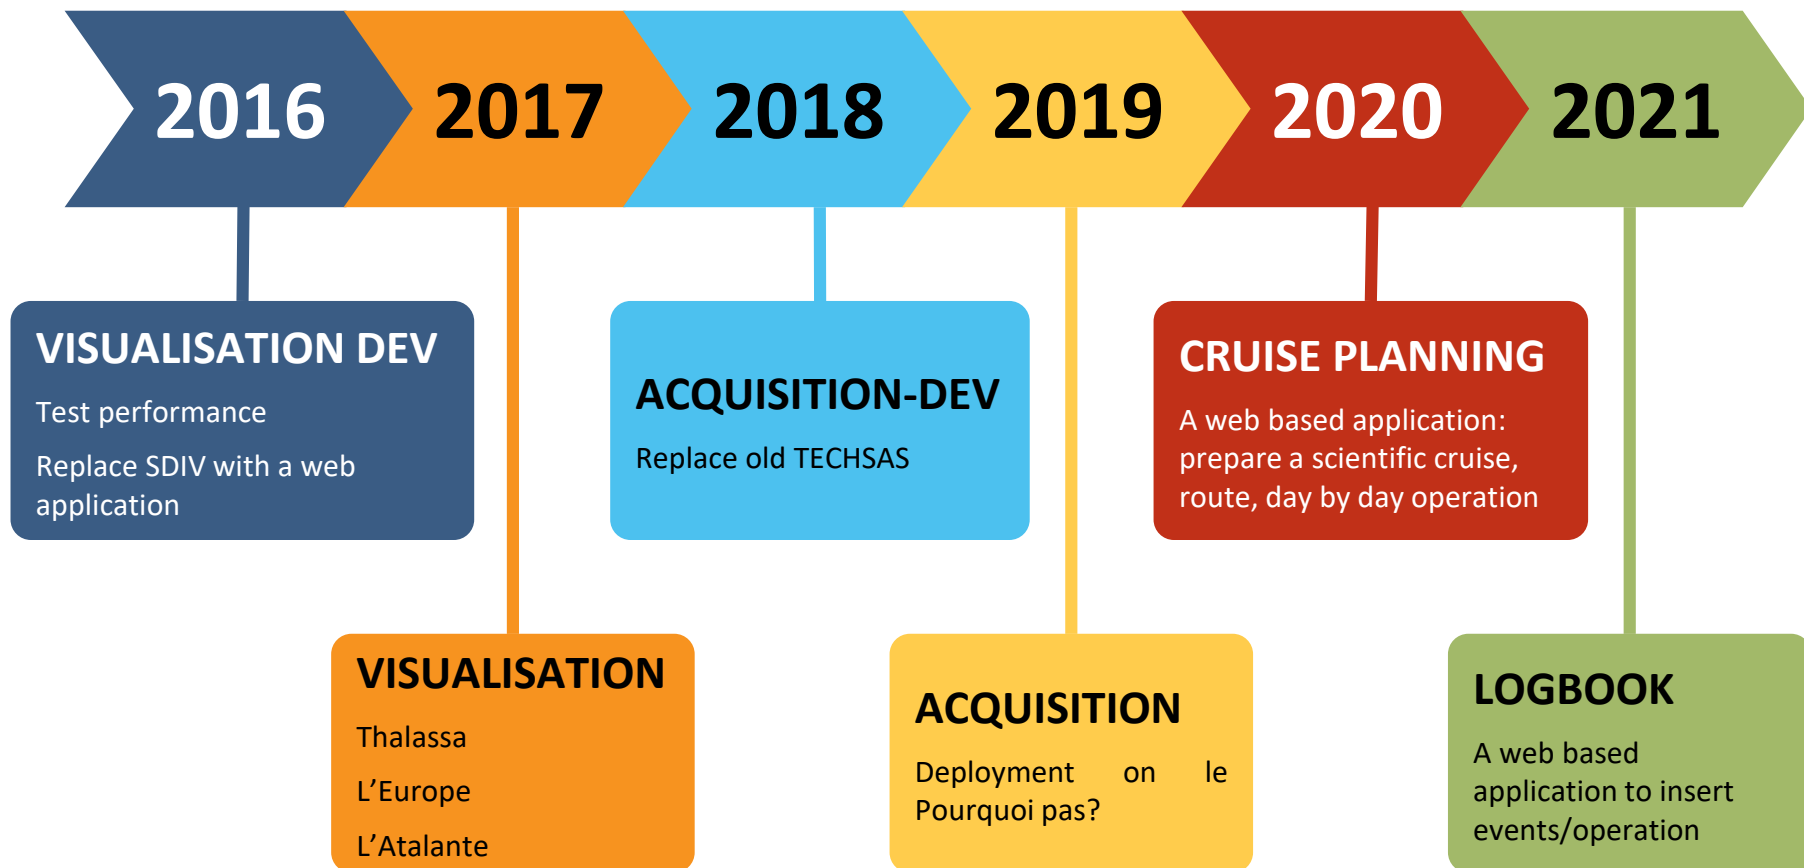 2016
2017
2018
2019
2020
2021
VISUALISATION DEV
Test performance
Replace SDIV with a web
application
VISUALISATION
Thalassa
L’Europe
L’Atalante
ACQUISITION-DEV
Replace old TECHSAS
ACQUISITION
Deployment on le
Pourquoi pas?
CRUISE PLANNING
A web based application:
prepare a scientific cruise,
route, day by day operation
LOGBOOK
A web based
application to insert
events/operation